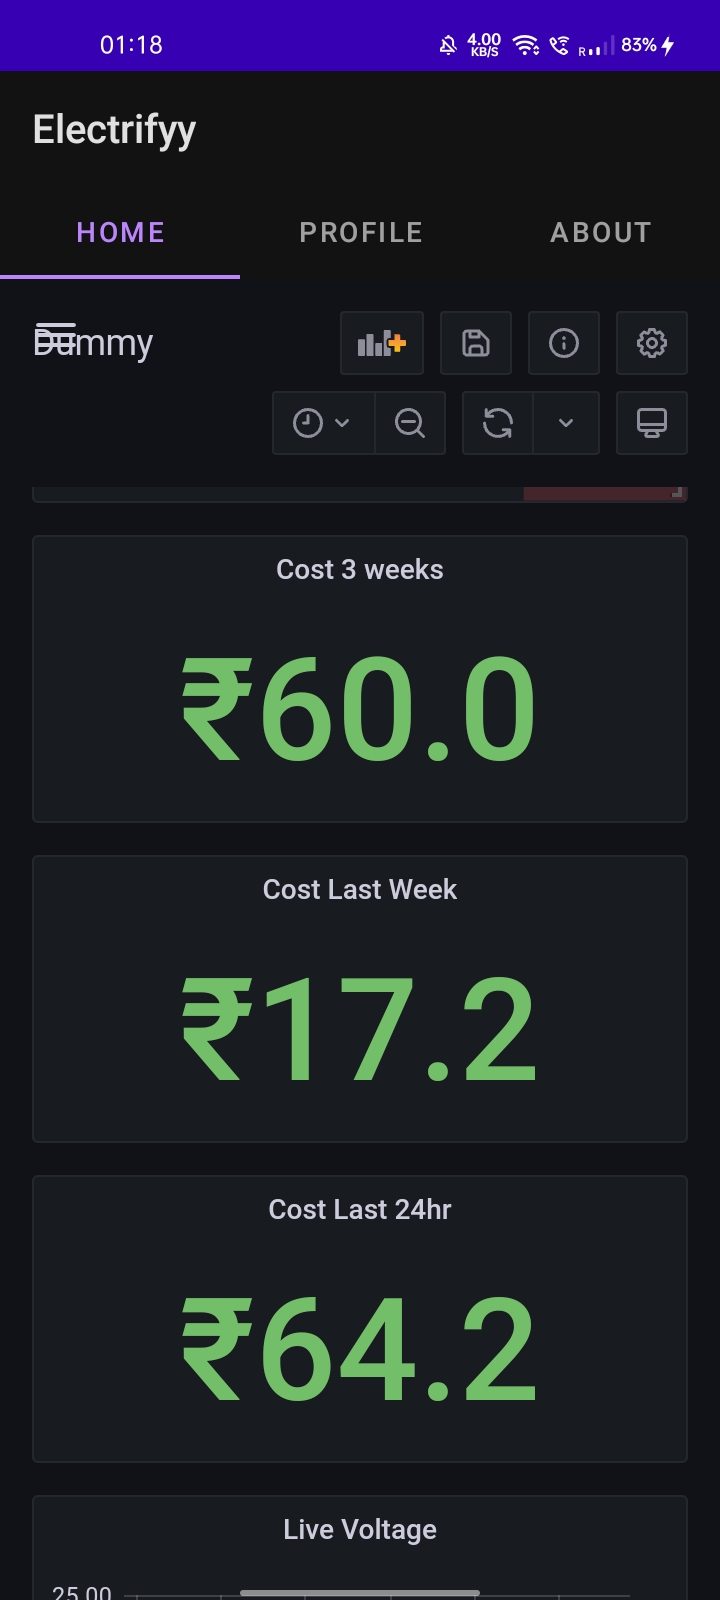 01:18 4.00 KB/S R 83%
Electrifyy
HOME PROFILE ABOUT
Dummy
Cost 3 weeks
₹60.0
Cost Last Week
₹17.2
Cost Last 24hr
₹64.2
Live Voltage
25.00